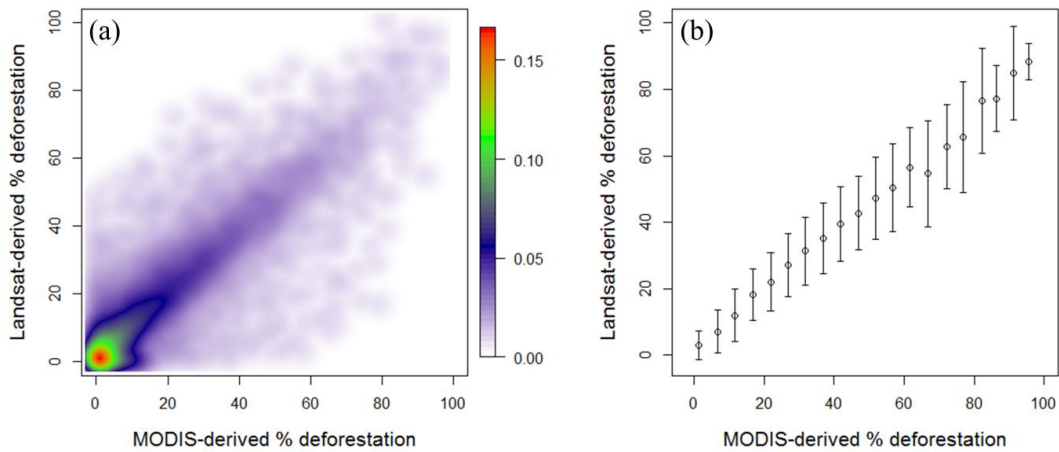 (a)
Landsat-derived % deforestation
100
80
60
40
20
0
0 20 40 60 80 100
MODIS-derived % deforestation
0.15
0.10
0.05
0.00
(b)
Landsat-derived % deforestation
100
80
60
40
20
0
0 20 40 60 80 100
MODIS-derived % deforestation